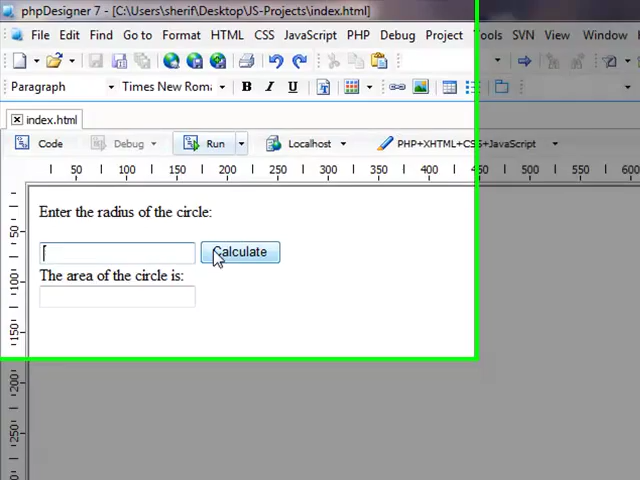 phpDesigner 7 - [C:\Users\sherif\Desktop\JS-Projects\index.html]
File Edit Find Go to Format HTML CSS JavaScript PHP Debug Project Tools SVN View Window
Paragraph Times New Roma B I U
index.html
Code Debug Run Localhost PHP+XHTML+CSS+JavaScript
50 100 150 200 250 300 350 400 450 500 550 600
Enter the radius of the circle:
Calculate
The area of the circle is:
50
100
150
200
250